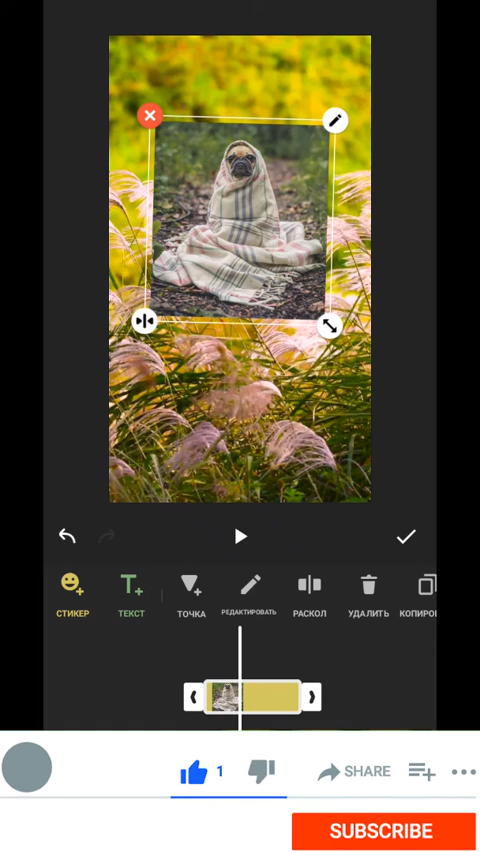 СТИКЕР
ТЕКСТ
ТОЧКА
РЕДАКТИРОВАТЬ
РАСКОЛ
УДАЛИТЬ
1
SHARE
SUBSCRIBE